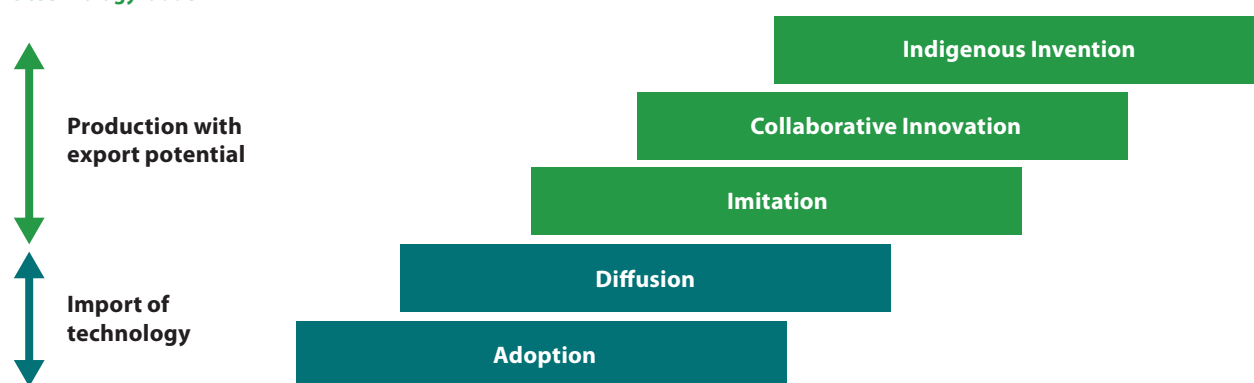 Indigenous Invention
Production with
export potential
Collaborative Innovation
Imitation
Diffusion
Import of
technology
Adoption